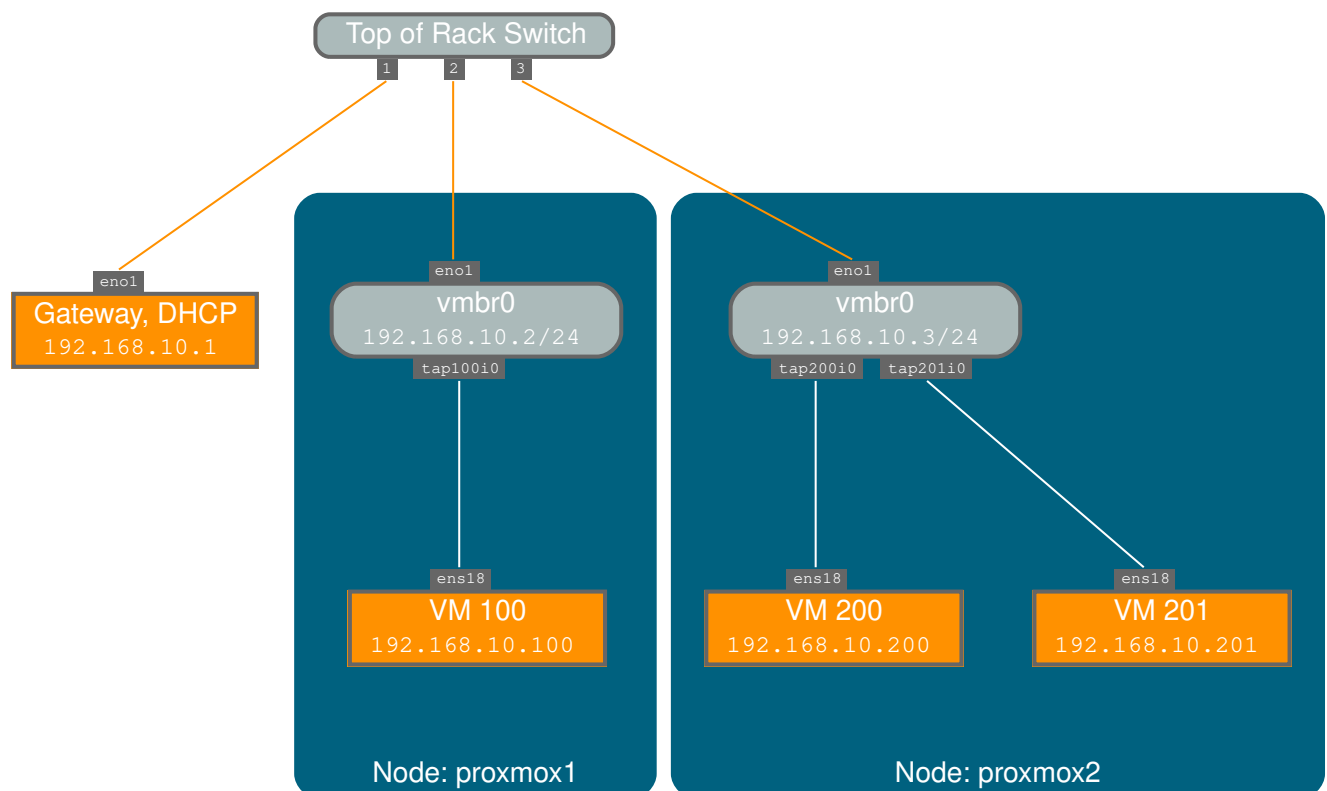 Top of Rack Switch
1 2 3
eno1
Gateway, DHCP
192.168.10.1
eno1
vmbr0
192.168.10.2/24
tap100i0
ens18
VM 100
192.168.10.100
Node: proxmox1
eno1
vmbr0
192.168.10.3/24
tap200i0 tap201i0
ens18
VM 200
192.168.10.200
ens18
VM 201
192.168.10.201
Node: proxmox2